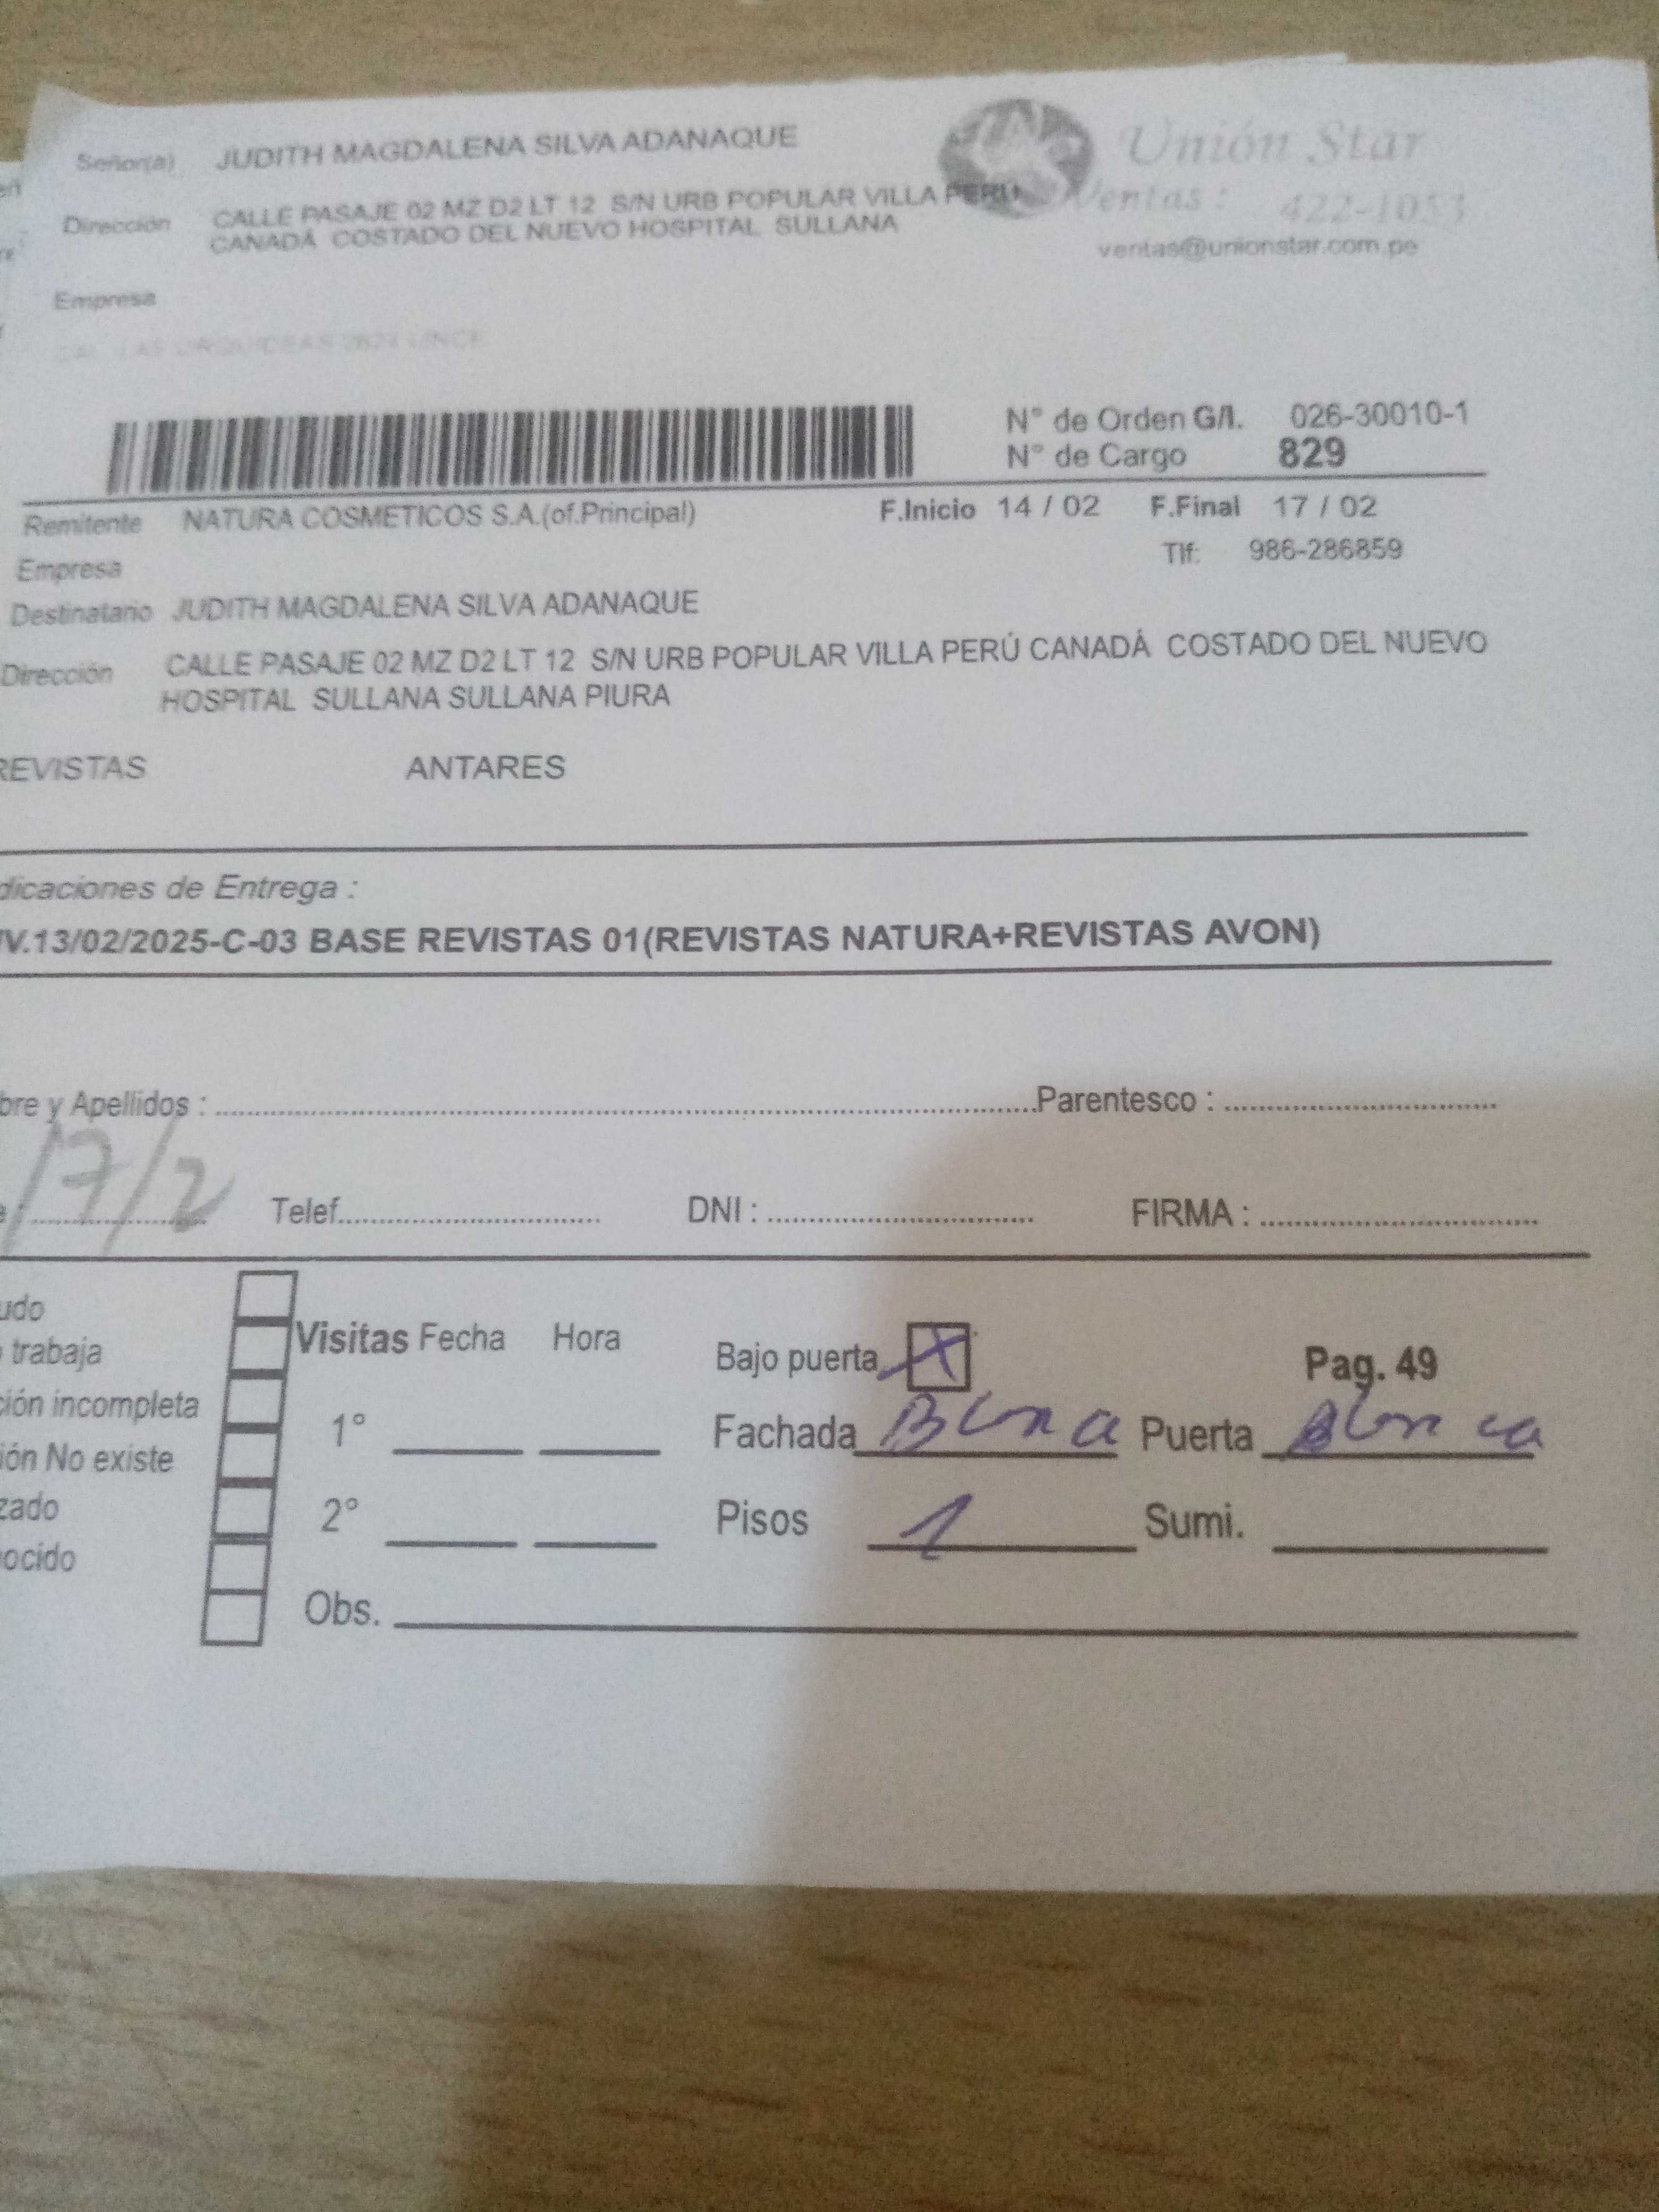 Señor(a) JUDITH MAGDALENA SILVA ADANAQUE
Unión Star
Dirección CALLE PASAJE 02 MZ D2 LT 12 S/N URB POPULAR VILLA PERÚ
CANADÁ COSTADO DEL NUEVO HOSPITAL SULLANA
Ventas : 422-1053
ventas@unionstar.com.pe
Empresa
N° de Orden G/I. 026-30010-1
N° de Cargo 829
Remitente NATURA COSMETICOS S.A.(of.Principal) F.Inicio 14 / 02 F.Final 17 / 02
Empresa Tlf: 986-286859
Destinatario JUDITH MAGDALENA SILVA ADANAQUE
Dirección CALLE PASAJE 02 MZ D2 LT 12 S/N URB POPULAR VILLA PERÚ CANADÁ COSTADO DEL NUEVO
HOSPITAL SULLANA SULLANA PIURA
REVISTAS ANTARES
dicaciones de Entrega :
IV.13/02/2025-C-03 BASE REVISTAS 01(REVISTAS NATURA+REVISTAS AVON)
bre y Apellidos : Parentesco :
17/2 Telef. DNI : FIRMA :
udo
trabaja
ción incompleta
ión No existe
zado
ocido
Visitas Fecha Hora
1°
2°
Obs.
Bajo puerta X Pag. 49
Fachada Blnca Puerta Blanca
Pisos 1 Sumi.